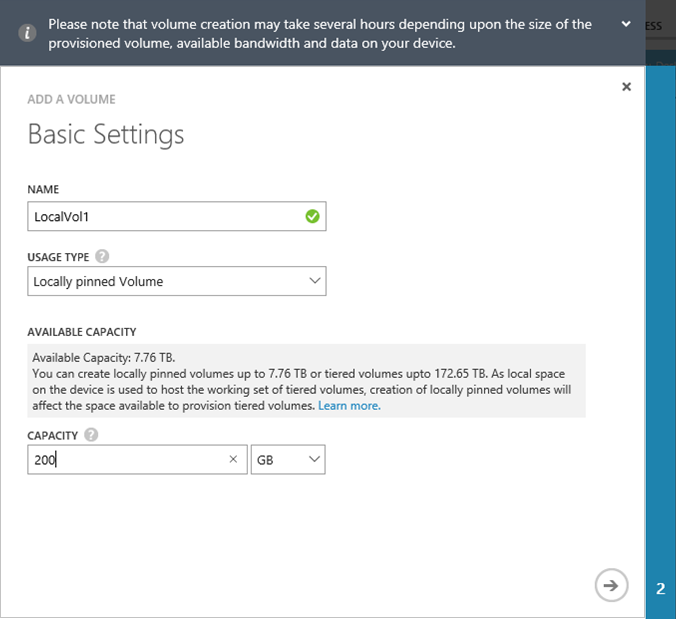 Please note that volume creation may take several hours depending upon the size of the
provisioned volume, available bandwidth and data on your device.
ESS
ADD A VOLUME
Basic Settings
NAME
LocalVol1
USAGE TYPE ?
Locally pinned Volume
AVAILABLE CAPACITY
Available Capacity: 7.76 TB.
You can create locally pinned volumes up to 7.76 TB or tiered volumes upto 172.65 TB. As local space
on the device is used to host the working set of tiered volumes, creation of locally pinned volumes will
affect the space available to provision tiered volumes. Learn more.
CAPACITY ?
200 GB
2